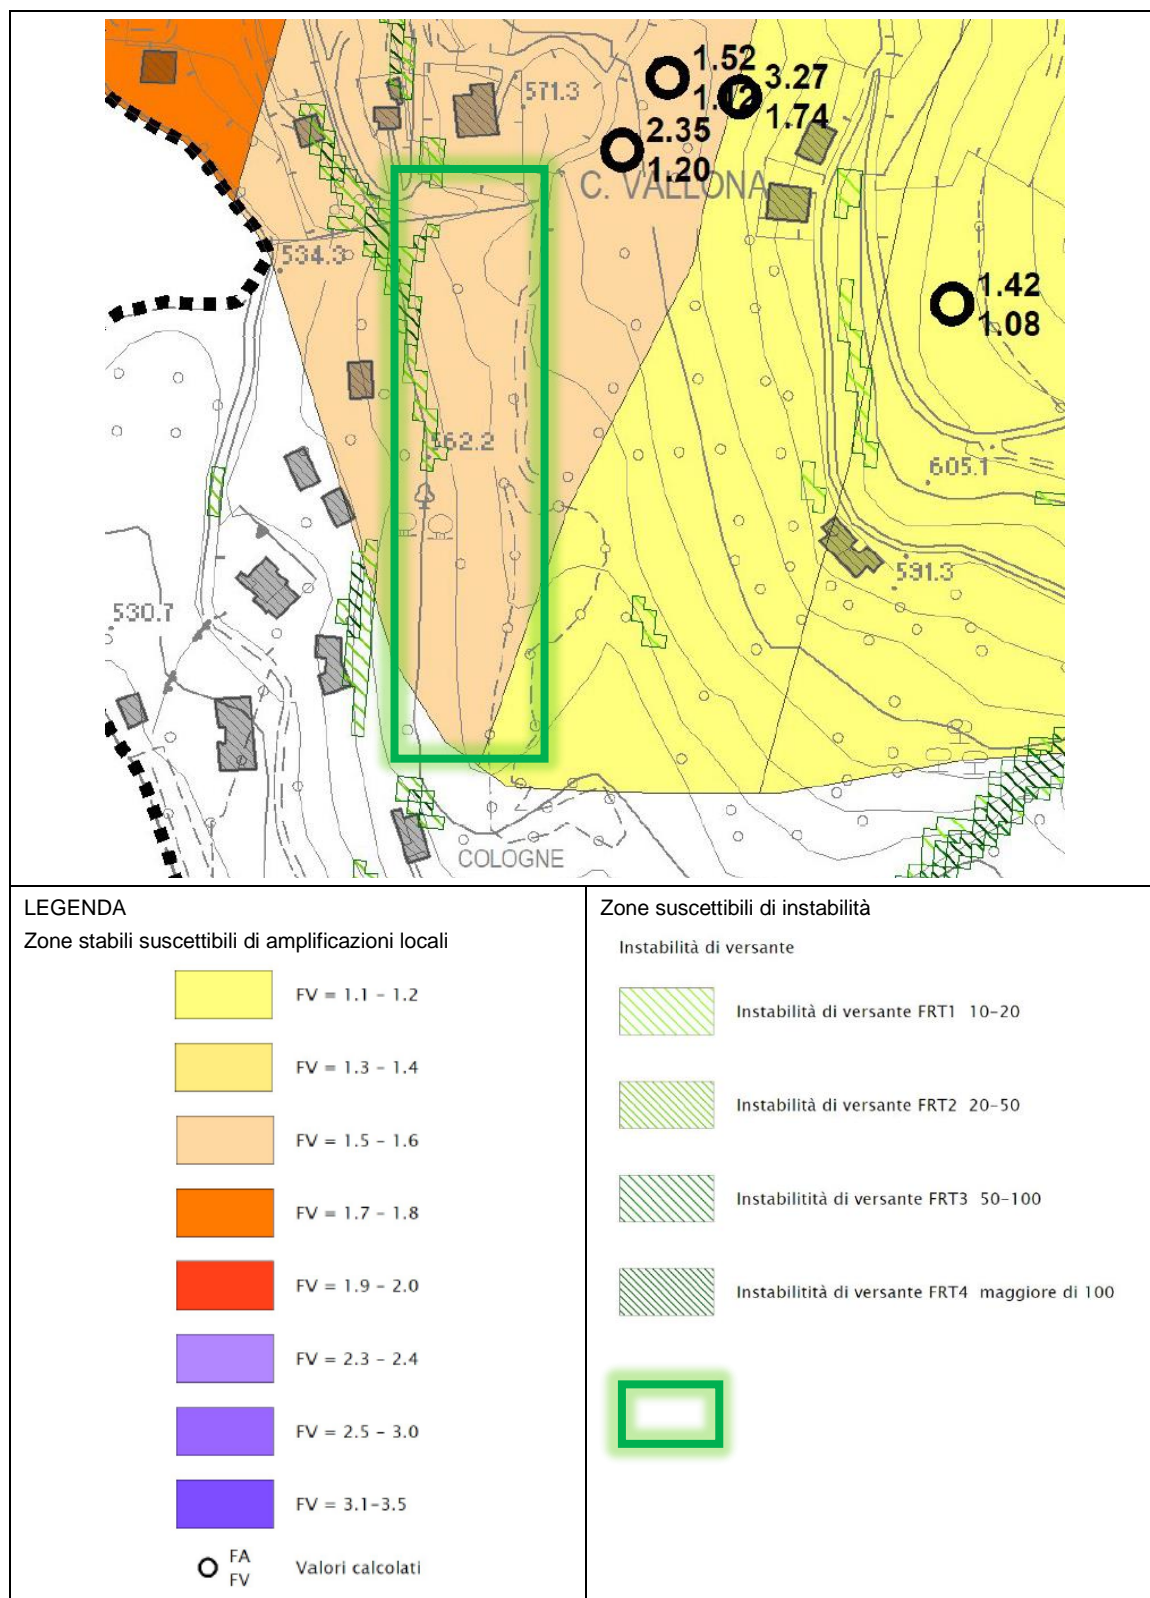 1.52
3.27
571.3
1.74
2.35
1.20
C. VALLONA
534.3
1.42
1.08
562.2
605.1
591.3
530.7
COLOGNE
LEGENDA
Zone stabili suscettibili di amplificazioni locali
FV = 1.1 - 1.2
FV = 1.3 - 1.4
FV = 1.5 - 1.6
FV = 1.7 - 1.8
FV = 1.9 - 2.0
FV = 2.3 - 2.4
FV = 2.5 - 3.0
FV = 3.1-3.5
FA
FV
Valori calcolati
Zone suscettibili di instabilità
Instabilità di versante
Instabilità di versante FRT1 10-20
Instabilità di versante FRT2 20-50
Instabilitità di versante FRT3 50-100
Instabilitità di versante FRT4 maggiore di 100